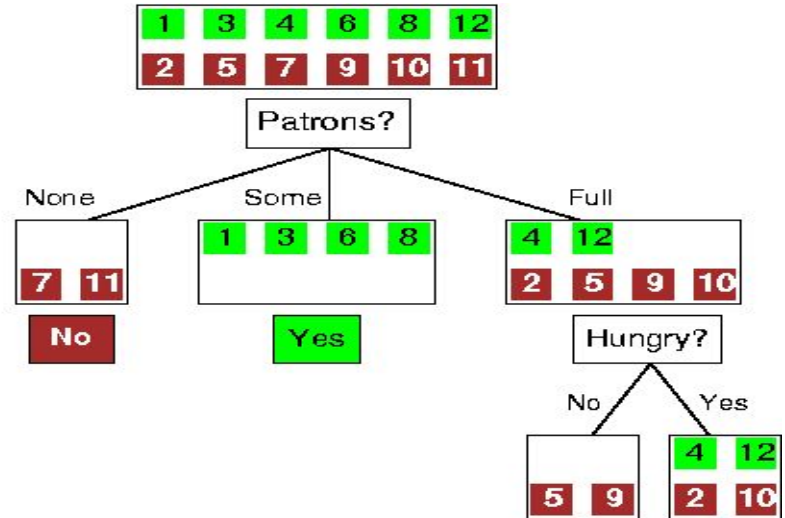 1 3 4 6 8 12
2 5 7 9 10 11
Patrons?
None Some Full
1 3 6 8 4 12
7 11 2 5 9 10
No Yes Hungry?
No Yes
4 12
5 9 2 10